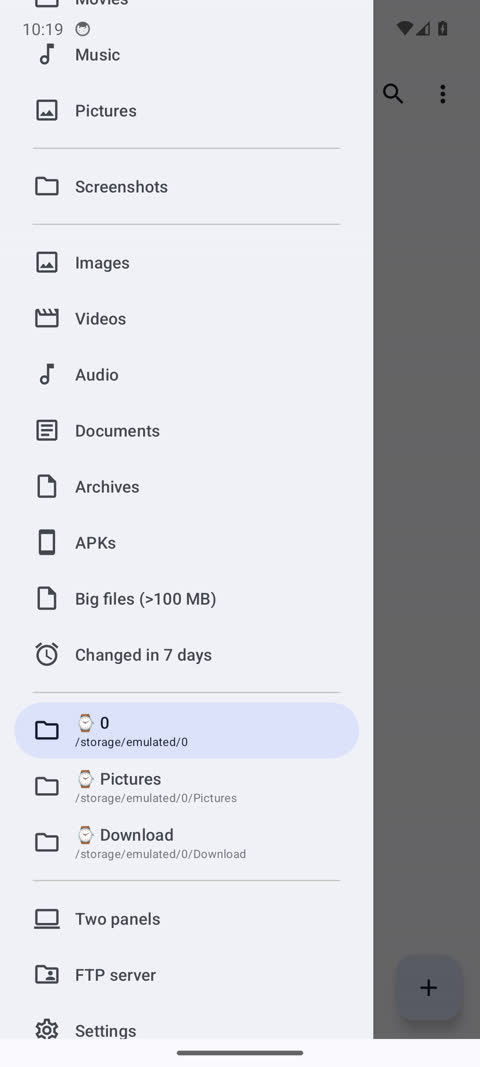 Movies
10:19
Music
Pictures
Screenshots
Images
Videos
Audio
Documents
Archives
APKs
Big files (>100 MB)
Changed in 7 days
⌚ 0
/storage/emulated/0
⌚ Pictures
/storage/emulated/0/Pictures
⌚ Download
/storage/emulated/0/Download
Two panels
FTP server
Settings